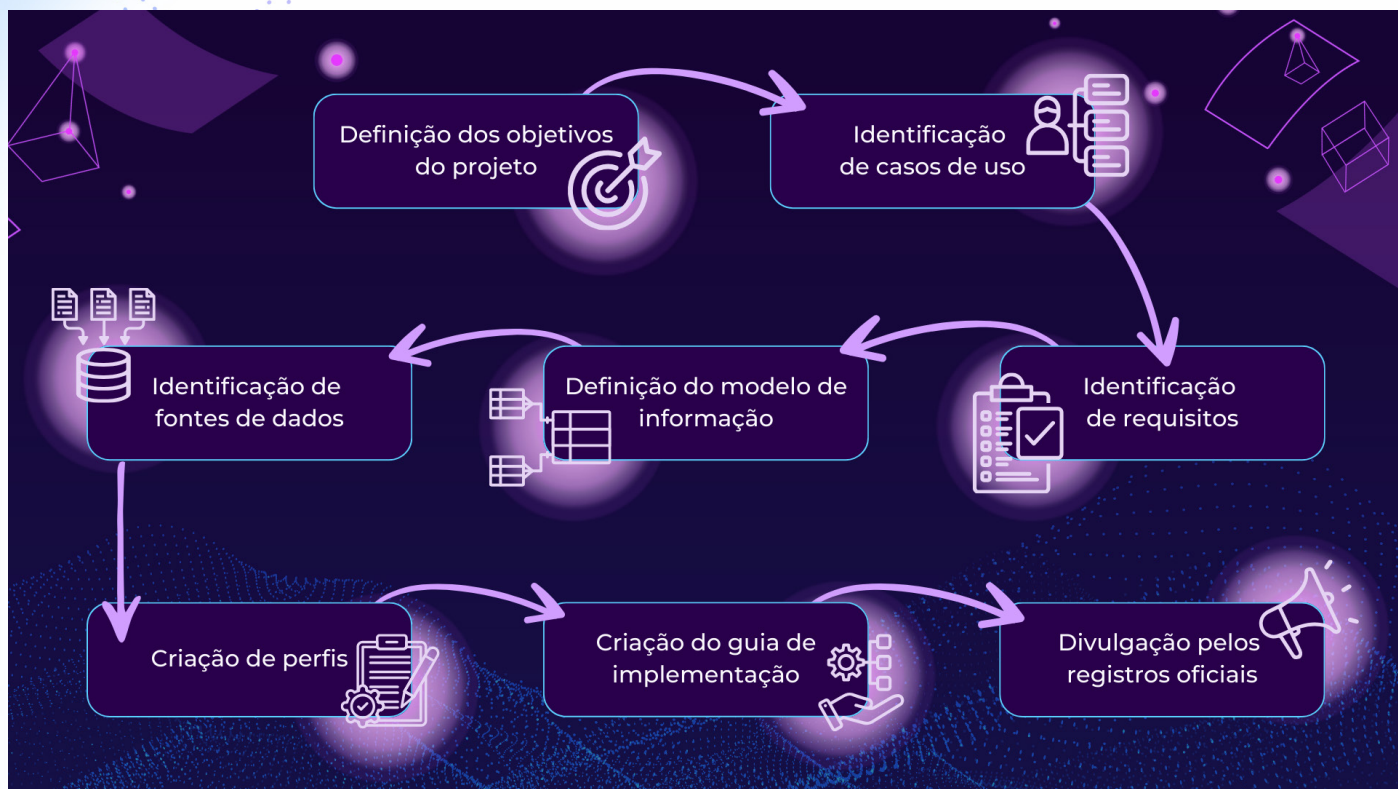 Definição dos objetivos
do projeto
Identificação
de casos de uso
Identificação
de requisitos
Definição do modelo de
informação
Identificação de
fontes de dados
Criação de perfis
Criação do guia de
implementação
Divulgação pelos
registros oficiais